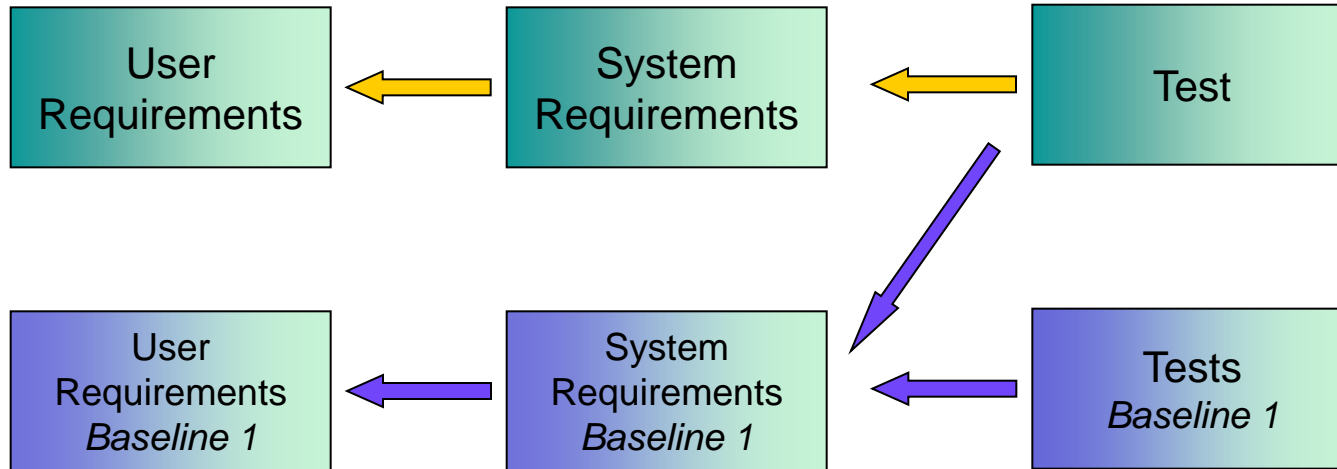 User
Requirements
System
Requirements
Test
User
Requirements
Baseline 1
System
Requirements
Baseline 1
Tests
Baseline 1